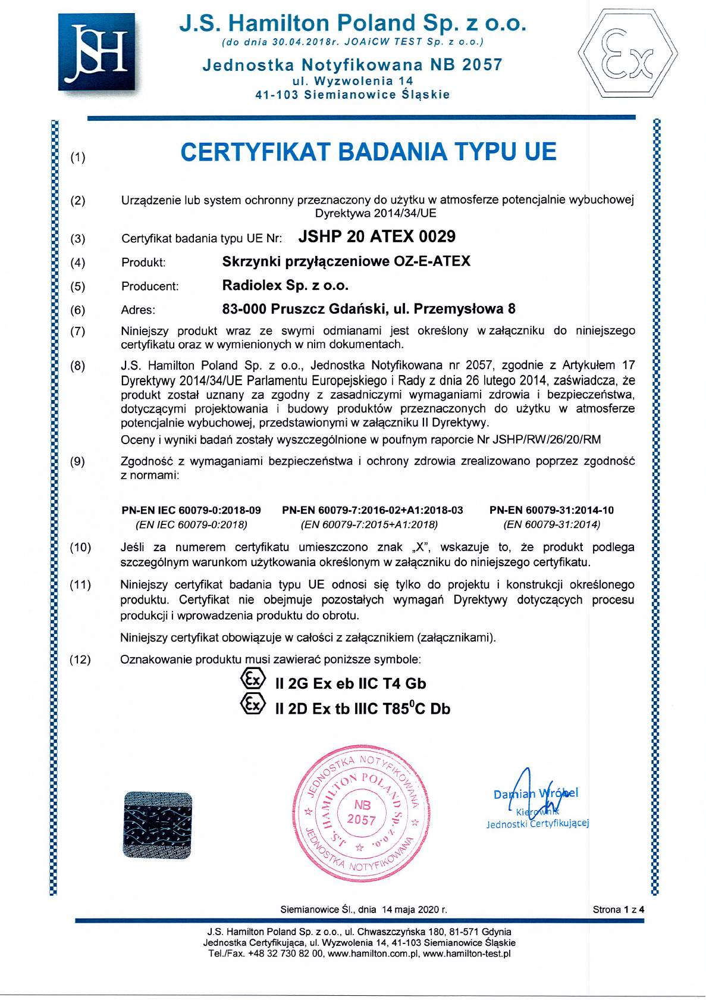 JSH
J.S. Hamilton Poland Sp. z o.o.
(do dnia 30.04.2018r. JOAiCW TEST Sp. z o.o.)
Jednostka Notyfikowana NB 2057
ul. Wyzwolenia 14
41-103 Siemianowice Śląskie
Ex
(1) CERTYFIKAT BADANIA TYPU UE
(2) Urządzenie lub system ochronny przeznaczony do użytku w atmosferze potencjalnie wybuchowej
Dyrektywa 2014/34/UE
(3) Certyfikat badania typu UE Nr: JSHP 20 ATEX 0029
(4) Produkt: Skrzynki przyłączeniowe OZ-E-ATEX
(5) Producent: Radiolex Sp. z o.o.
(6) Adres: 83-000 Pruszcz Gdański, ul. Przemysłowa 8
(7) Niniejszy produkt wraz ze swymi odmianami jest określony w załączniku do niniejszego
certyfikatu oraz w wymienionych w nim dokumentach.
(8) J.S. Hamilton Poland Sp. z o.o., Jednostka Notyfikowana nr 2057, zgodnie z Artykułem 17
Dyrektywy 2014/34/UE Parlamentu Europejskiego i Rady z dnia 26 lutego 2014, zaświadcza, że
produkt został uznany za zgodny z zasadniczymi wymaganiami zdrowia i bezpieczeństwa,
dotyczącymi projektowania i budowy produktów przeznaczonych do użytku w atmosferze
potencjalnie wybuchowej, przedstawionymi w załączniku II Dyrektywy.
Oceny i wyniki badań zostały wyszczególnione w poufnym raporcie Nr JSHP/RW/26/20/RM
(9) Zgodność z wymaganiami bezpieczeństwa i ochrony zdrowia zrealizowano poprzez zgodność
z normami:
PN-EN IEC 60079-0:2018-09 PN-EN 60079-7:2016-02+A1:2018-03 PN-EN 60079-31:2014-10
(EN IEC 60079-0:2018) (EN 60079-7:2015+A1:2018) (EN 60079-31:2014)
(10) Jeśli za numerem certyfikatu umieszczono znak „X”, wskazuje to, że produkt podlega
szczególnym warunkom użytkowania określonym w załączniku do niniejszego certyfikatu.
(11) Niniejszy certyfikat badania typu UE odnosi się tylko do projektu i konstrukcji określonego
produktu. Certyfikat nie obejmuje pozostałych wymagań Dyrektywy dotyczących procesu
produkcji i wprowadzenia produktu do obrotu.
Niniejszy certyfikat obowiązuje w całości z załącznikiem (załącznikami).
(12) Oznakowanie produktu musi zawierać poniższe symbole:
Ex II 2G Ex eb IIC T4 Gb
Ex II 2D Ex tb IIIC T85⁰C Db
JEDNOSTKA NOTYFIKOWANA
JEDNOSTKA NOTYFIKOWANA
J.S. HAMILTON POLAND Sp. z o.o.
NB
2057
Damian Wróbel
Kierownik
Jednostki Certyfikującej
Siemianowice Śl., dnia 14 maja 2020 r.
Strona 1 z 4
J.S. Hamilton Poland Sp. z o.o., ul. Chwaszczyńska 180, 81-571 Gdynia
Jednostka Certyfikująca, ul. Wyzwolenia 14, 41-103 Siemianowice Śląskie
Tel./Fax. +48 32 730 82 00, www.hamilton.com.pl, www.hamilton-test.pl